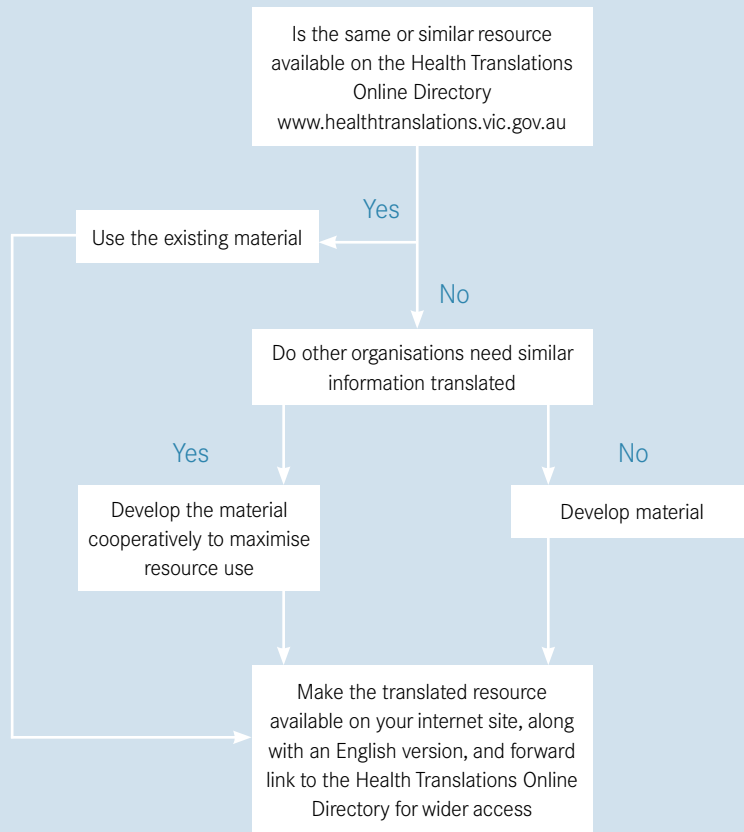 Is the same or similar resource
available on the Health Translations
Online Directory
www.healthtranslations.vic.gov.au
Yes
Use the existing material
No
Do other organisations need similar
information translated
Yes
No
Develop the material
cooperatively to maximise
resource use
Develop material
Make the translated resource
available on your internet site, along
with an English version, and forward
link to the Health Translations Online
Directory for wider access